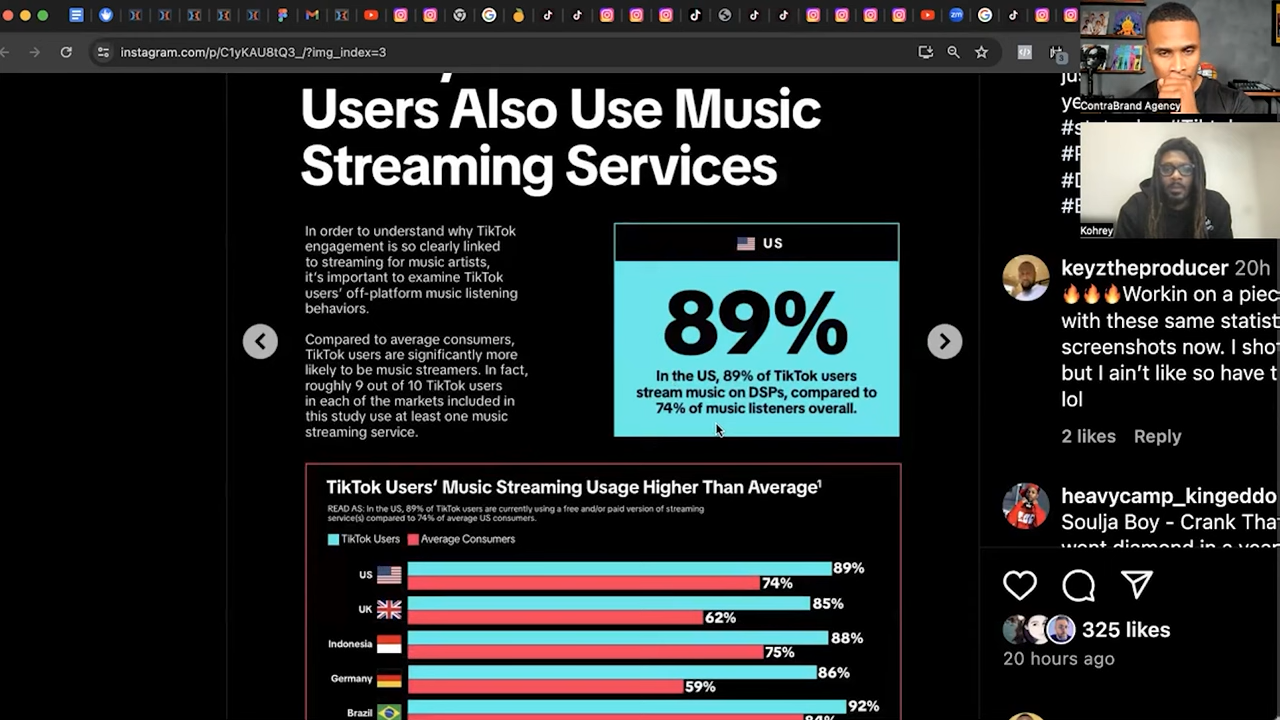 instagram.com/p/C1yKAU8tQ3_/?img_index=3
3
Users Also Use Music
Streaming Services
In order to understand why TikTok
engagement is so clearly linked
to streaming for music artists,
it's important to examine TikTok
users' off-platform music listening
behaviors.
Compared to average consumers,
TikTok users are significantly more
likely to be music streamers. In fact,
roughly 9 out of 10 TikTok users
in each of the markets included in
this study use at least one music
streaming service.
US
89%
In the US, 89% of TikTok users
stream music on DSPs, compared to
74% of music listeners overall.
TikTok Users' Music Streaming Usage Higher Than Average1
READ AS: In the US, 89% of TikTok users are currently using a free and/or paid version of streaming
service(s) compared to 74% of average US consumers.
TikTok Users
Average Consumers
US
89%
74%
UK
85%
62%
Indonesia
88%
75%
Germany
86%
59%
Brazil
92%
ContraBrand Agency
Kohrey
keyztheproducer 20h
🔥🔥🔥Workin on a piec
with these same statist
screenshots now. I sho
but I ain't like so have t
lol
2 likes Reply
heavycamp_kingeddo
Soulja Boy - Crank Tha
went diamond in a year
325 likes
20 hours ago